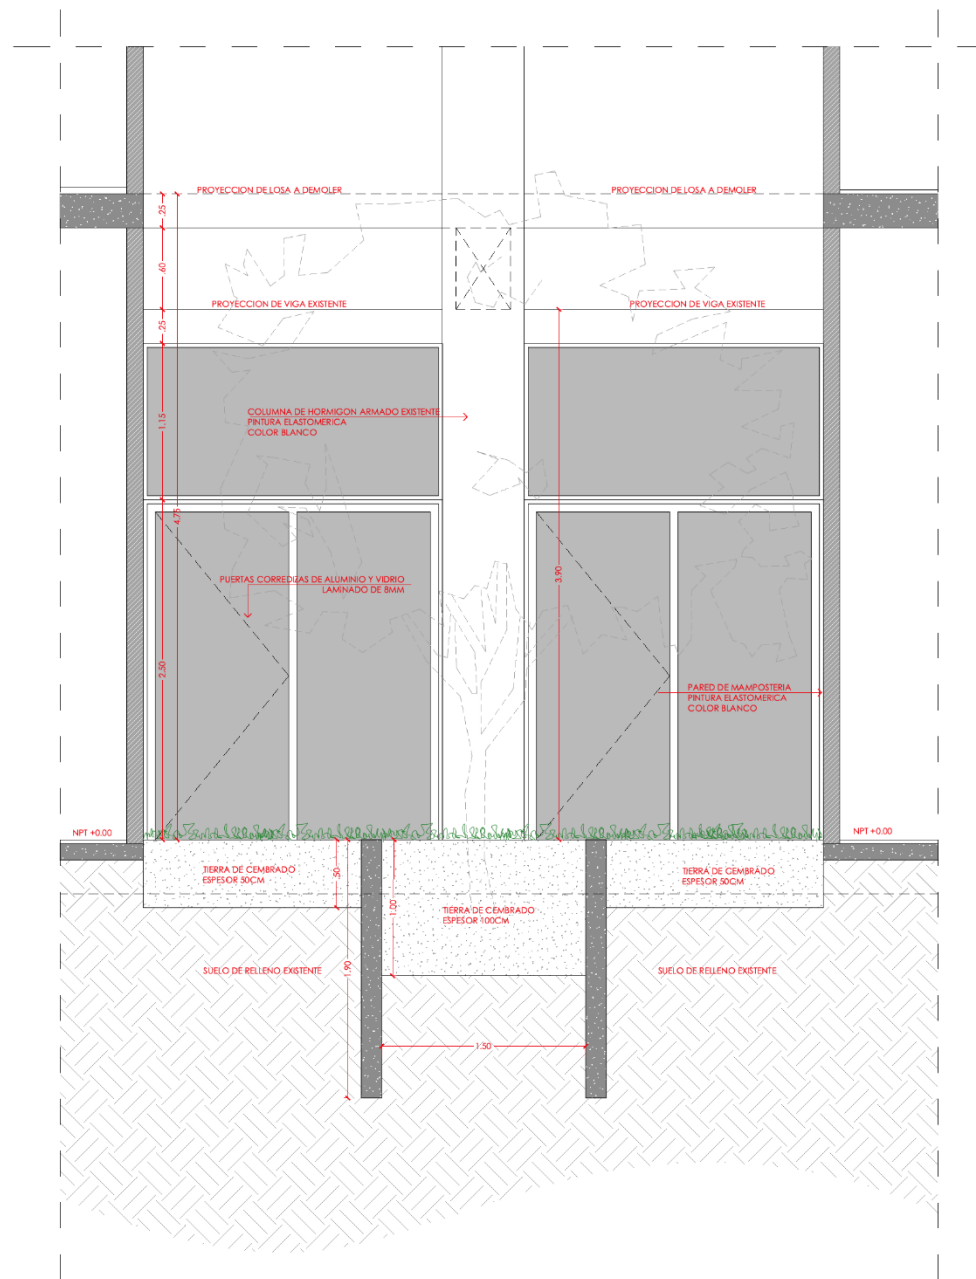 PROYECCION DE LOSA A DEMOLER
PROYECCION DE LOSA A DEMOLER
.25
.60
PROYECCION DE VIGA EXISTENTE
PROYECCION DE VIGA EXISTENTE
.25
1.15
COLUMNA DE HORMIGON ARMADO EXISTENTE
PINTURA ELASTOMERICA
COLOR BLANCO
4.75
3.90
PUERTAS CORREDIZAS DE ALUMINIO Y VIDRIO
LAMINADO DE 8MM
2.50
PARED DE MAMPOSTERIA
PINTURA ELASTOMERICA
COLOR BLANCO
NPT +0.00
NPT +0.00
TIERRA DE CEMBRADO
ESPESOR 50CM
.50
TIERRA DE CEMBRADO
ESPESOR 50CM
1.00
TIERRA DE CEMBRADO
ESPESOR 100CM
1.90
SUELO DE RELLENO EXISTENTE
SUELO DE RELLENO EXISTENTE
1.50